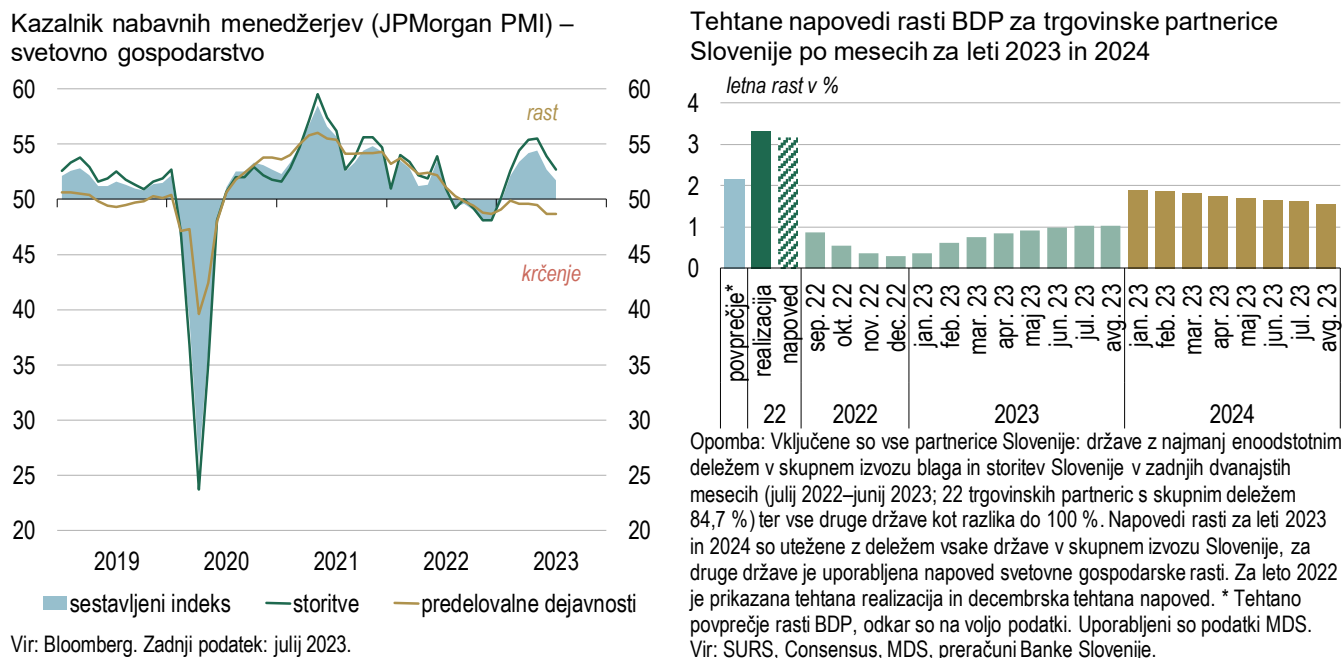 Kazalnik nabavnih menedžerjev (JPMorgan PMI) –
svetovno gospodarstvo
60
55
50
45
40
35
30
25
20
60
55
50
45
40
35
30
25
20
rast
krčenje
2019 2020 2021 2022 2023
sestavljeni indeks storitve predelovalne dejavnosti
Vir: Bloomberg. Zadnji podatek: julij 2023.
Tehtane napovedi rasti BDP za trgovinske partnerice
Slovenije po mesecih za leti 2023 in 2024
letna rast v %
4
3
2
1
0
povprečje*
realizacija
napoved
sep. 22
okt. 22
nov. 22
dec. 22
jan. 23
feb. 23
mar. 23
apr. 23
maj 23
jun. 23
jul. 23
avg. 23
jan. 23
feb. 23
mar. 23
apr. 23
maj 23
jun. 23
jul. 23
avg. 23
22 2022 2023 2024
Opomba: Vključene so vse partnerice Slovenije: države z najmanj enoodstotnim
deležem v skupnem izvozu blaga in storitev Slovenije v zadnjih dvanajstih
mesecih (julij 2022–junij 2023; 22 trgovinskih partneric s skupnim deležem
84,7 %) ter vse druge države kot razlika do 100 %. Napovedi rasti za leti 2023
in 2024 so utežene z deležem vsake države v skupnem izvozu Slovenije, za
druge države je uporabljena napoved svetovne gospodarske rasti. Za leto 2022
je prikazana tehtana realizacija in decembrska tehtana napoved. * Tehtano
povprečje rasti BDP, odkar so na voljo podatki. Uporabljeni so podatki MDS.
Vir: SURS, Consensus, MDS, preračuni Banke Slovenije.